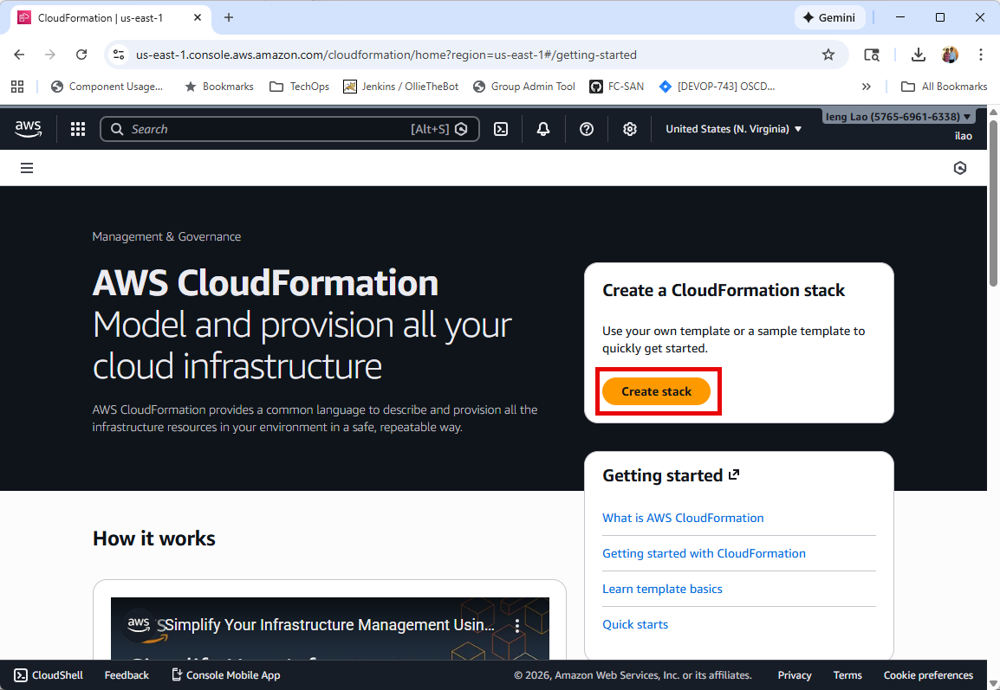 CloudFormation | us-east-1
Gemini
us-east-1.console.aws.amazon.com/cloudformation/home?region=us-east-1#/getting-started
Component Usage...
Bookmarks
TechOps
Jenkins / OllieTheBot
Group Admin Tool
FC-SAN
[DEVOP-743] OSCD...
All Bookmarks
aws
Search
[Alt+S]
United States (N. Virginia)
Ieng Lao (5765-6961-6338)
ilao
Management & Governance
AWS CloudFormation
Model and provision all your
cloud infrastructure
AWS CloudFormation provides a common language to describe and provision all the
infrastructure resources in your environment in a safe, repeatable way.
Create a CloudFormation stack
Use your own template or a sample template to
quickly get started.
Create stack
Getting started
What is AWS CloudFormation
Getting started with CloudFormation
Learn template basics
Quick starts
How it works
aws
Simplify Your Infrastructure Management Usin...
CloudShell
Feedback
Console Mobile App
© 2026, Amazon Web Services, Inc. or its affiliates.
Privacy
Terms
Cookie preferences